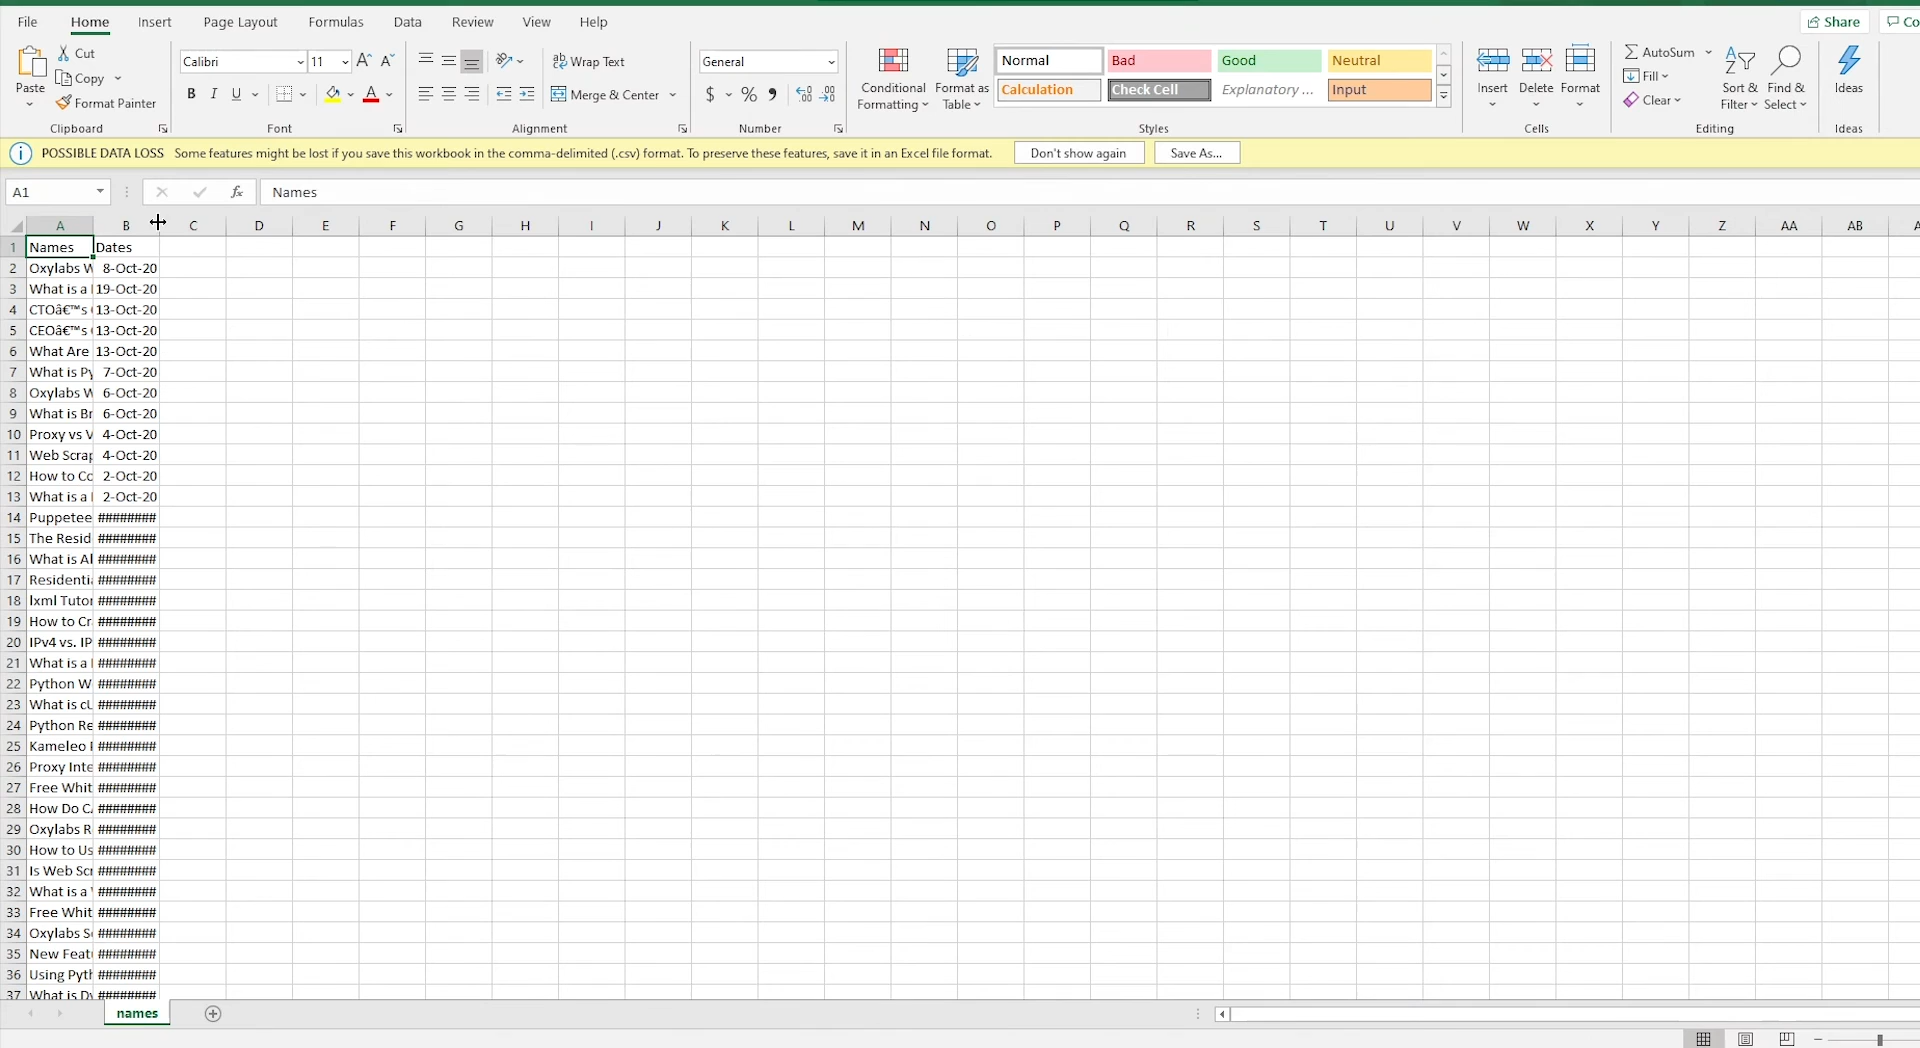 File Home Insert Page Layout Formulas Data Review View Help Share Co
Paste
Cut
Copy
Format Painter
Clipboard
Calibri 11
B I U
Font
Wrap Text
Merge & Center
Alignment
General
$ % ,
Number
Conditional Formatting
Format as Table
Normal Bad Good Neutral
Calculation Check Cell Explanatory ... Input
Styles
Insert Delete Format
Cells
AutoSum
Fill
Clear
Sort & Filter
Find & Select
Editing
Ideas
Ideas
POSSIBLE DATA LOSS Some features might be lost if you save this workbook in the comma-delimited (.csv) format. To preserve these features, save it in an Excel file format. Don't show again Save As...
A1 fx Names
A B C D E F G H I J K L M N O P Q R S T U V W X Y Z AA AB
1 Names Dates
2 Oxylabs W 8-Oct-20
3 What is a 19-Oct-20
4 CTOâ€™s 13-Oct-20
5 CEOâ€™s 13-Oct-20
6 What Are 13-Oct-20
7 What is Py 7-Oct-20
8 Oxylabs W 6-Oct-20
9 What is Br 6-Oct-20
10 Proxy vs V 4-Oct-20
11 Web Scrap 4-Oct-20
12 How to Co 2-Oct-20
13 What is a 2-Oct-20
14 Puppetee ########
15 The Resid ########
16 What is Al ########
17 Residentia ########
18 lxml Tutor ########
19 How to Cr ########
20 IPv4 vs. IP ########
21 What is a ########
22 Python W ########
23 What is cU ########
24 Python Re ########
25 Kameleo ########
26 Proxy Inte ########
27 Free Whit ########
28 How Do CA ########
29 Oxylabs R ########
30 How to Us ########
31 Is Web Scr ########
32 What is a ########
33 Free Whit ########
34 Oxylabs Se ########
35 New Featu ########
36 Using Pyth ########
37 What is Dy ########
names